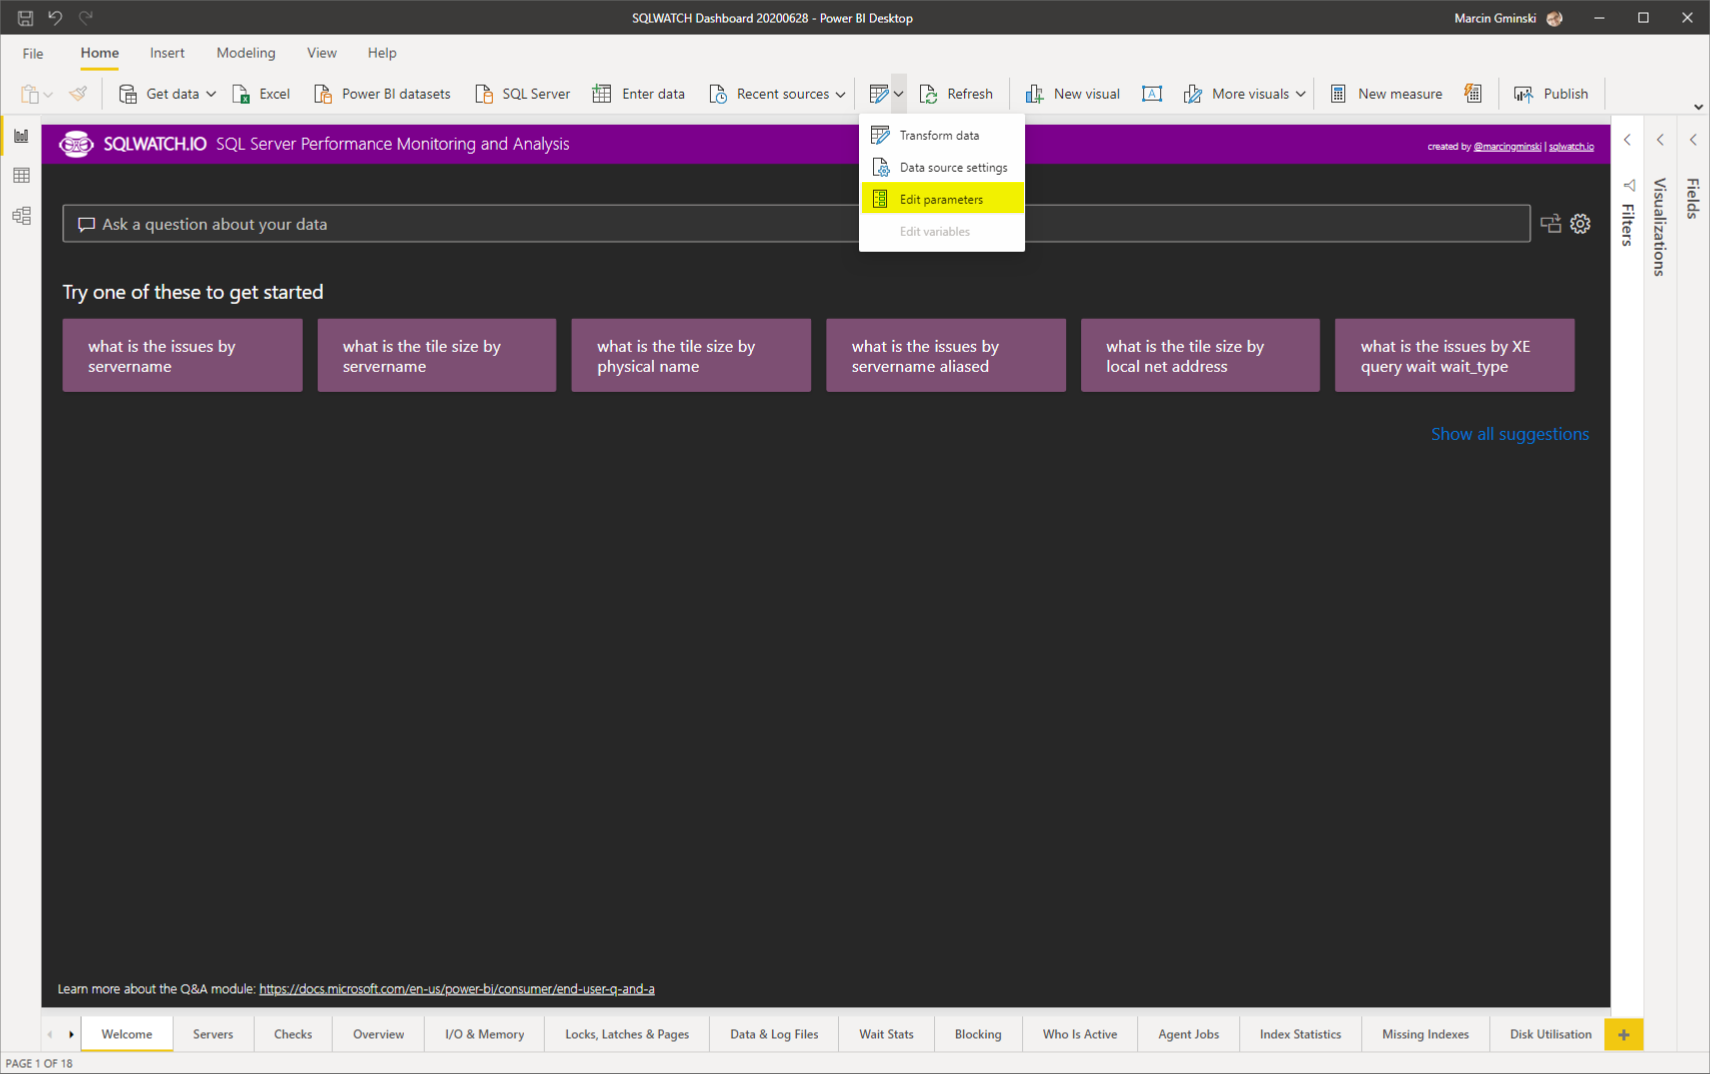 SQLWATCH Dashboard 20200628 - Power BI Desktop
Marcin Gminski
File Home Insert Modeling View Help
Get data Excel Power BI datasets SQL Server Enter data Recent sources Refresh New visual More visuals New measure Publish
Transform data
Data source settings
Edit parameters
Edit variables
SQLWATCH.IO SQL Server Performance Monitoring and Analysis
created by @marcingminski | sqlwatch.io
Ask a question about your data
Filters
Visualizations
Fields
Try one of these to get started
what is the issues by
servername
what is the tile size by
servername
what is the tile size by
physical name
what is the issues by
servername aliased
what is the tile size by
local net address
what is the issues by XE
query wait wait_type
Show all suggestions
Learn more about the Q&A module: https://docs.microsoft.com/en-us/power-bi/consumer/end-user-q-and-a
Welcome Servers Checks Overview I/O & Memory Locks, Latches & Pages Data & Log Files Wait Stats Blocking Who Is Active Agent Jobs Index Statistics Missing Indexes Disk Utilisation
PAGE 1 OF 18